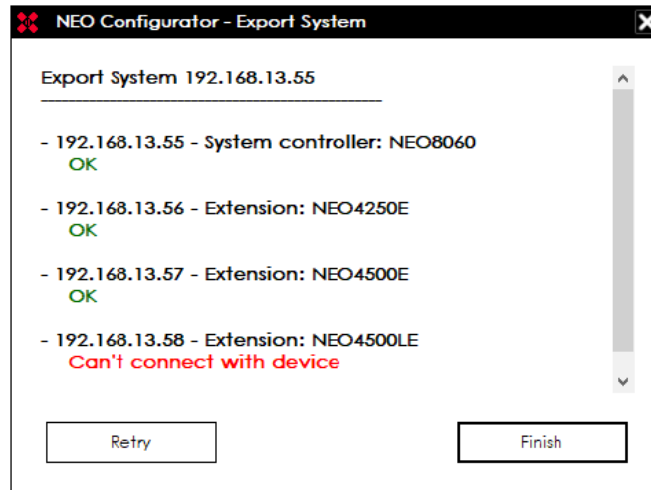 NEO Configurator - Export System
Export System 192.168.13.55
------------------------------------------------
- 192.168.13.55 - System controller: NEO8060
OK
- 192.168.13.56 - Extension: NEO4250E
OK
- 192.168.13.57 - Extension: NEO4500E
OK
- 192.168.13.58 - Extension: NEO4500LE
Can't connect with device
Retry
Finish